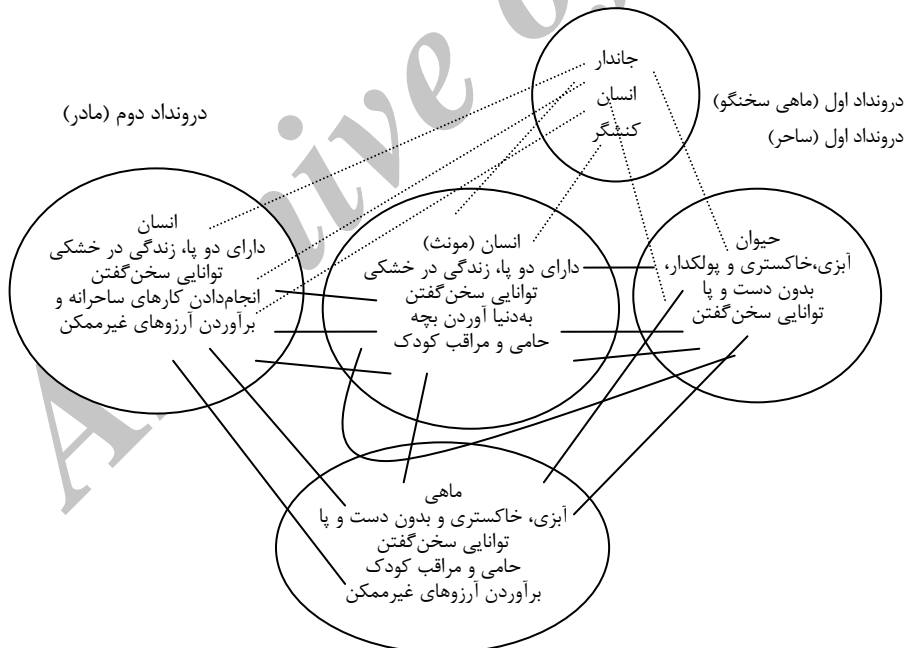 جاندار
انسان
کنشگر
درونداد اول (ماهی سخنگو)
درونداد اول (ساحر)
درونداد دوم (مادر)
حیوان
آبزی،خاکستری و پولکدار،
بدون دست و پا
توانایی سخن‌گفتن
انسان (مونث)
دارای دو پا، زندگی در خشکی
توانایی سخن‌گفتن
به‌دنیا آوردن بچه
حامی و مراقب کودک
انسان
دارای دو پا، زندگی در خشکی
توانایی سخن‌گفتن
انجام‌دادن کارهای ساحرانه و
برآوردن آرزوهای غیرممکن
ماهی
آبزی، خاکستری و بدون دست و پا
توانایی سخن‌گفتن
حامی و مراقب کودک
برآوردن آرزوهای غیرممکن